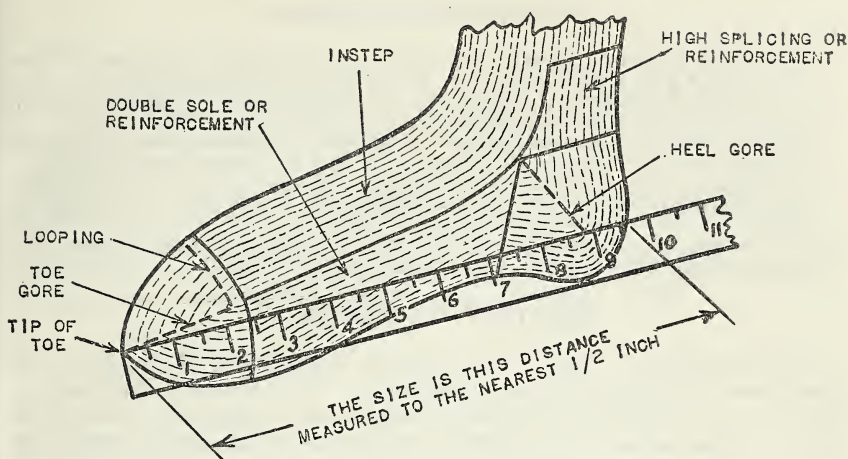 INSTEP
HIGH SPLICING OR
REINFORCEMENT
DOUBLE SOLE OR
REINFORCEMENT
HEEL GORE
LOOPING
TOE
GORE
TIP OF
TOE
1 2 3 4 5 6 7 8 9 10 11
THE SIZE IS THIS DISTANCE
MEASURED TO THE NEAREST 1/2 INCH